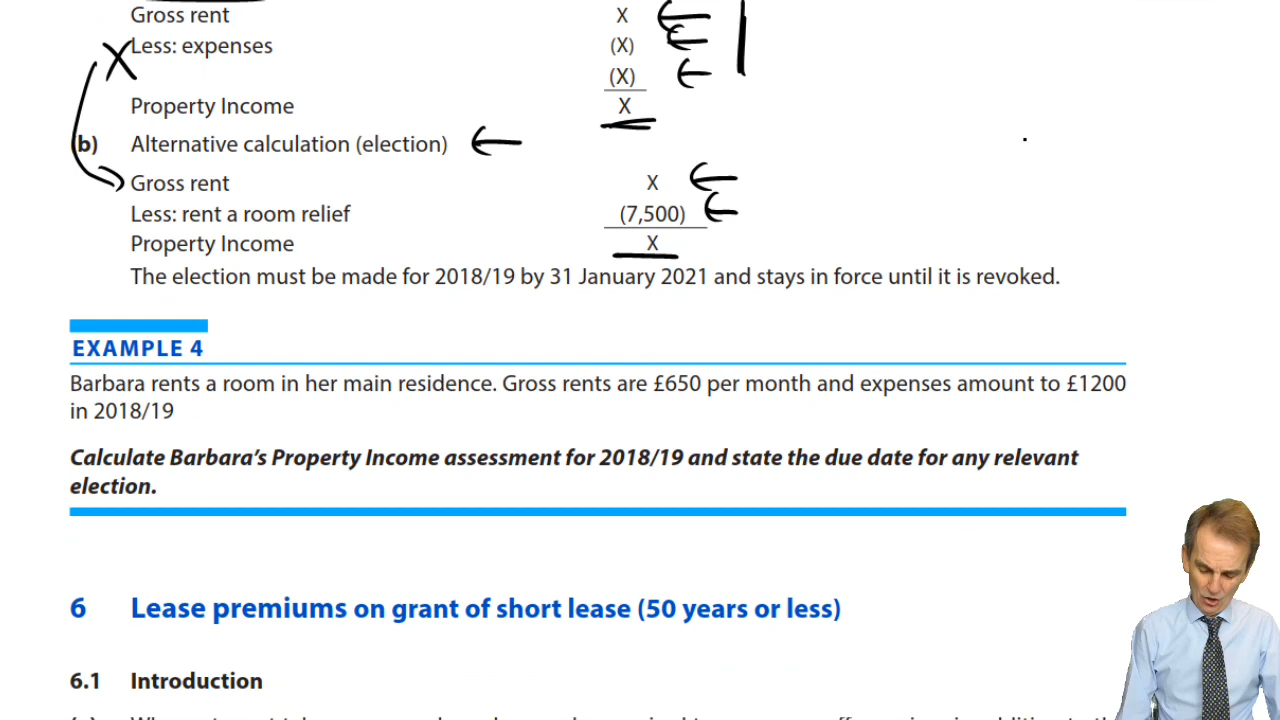 Gross rent X
Less: expenses (X)
(X)
Property Income X
b) Alternative calculation (election)
Gross rent X
Less: rent a room relief (7,500)
Property Income X
The election must be made for 2018/19 by 31 January 2021 and stays in force until it is revoked.
EXAMPLE 4
Barbara rents a room in her main residence. Gross rents are £650 per month and expenses amount to £1200
in 2018/19
Calculate Barbara's Property Income assessment for 2018/19 and state the due date for any relevant
election.
6 Lease premiums on grant of short lease (50 years or less)
6.1 Introduction